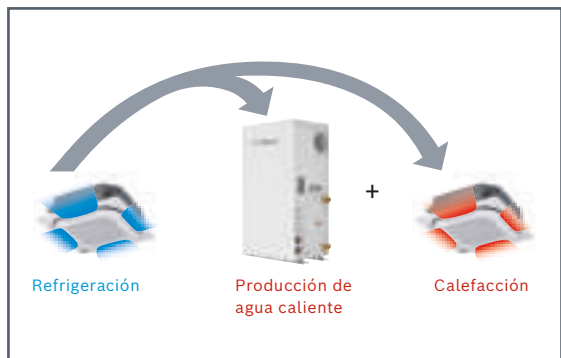 +
Refrigeración
Producción de
agua caliente
Calefacción